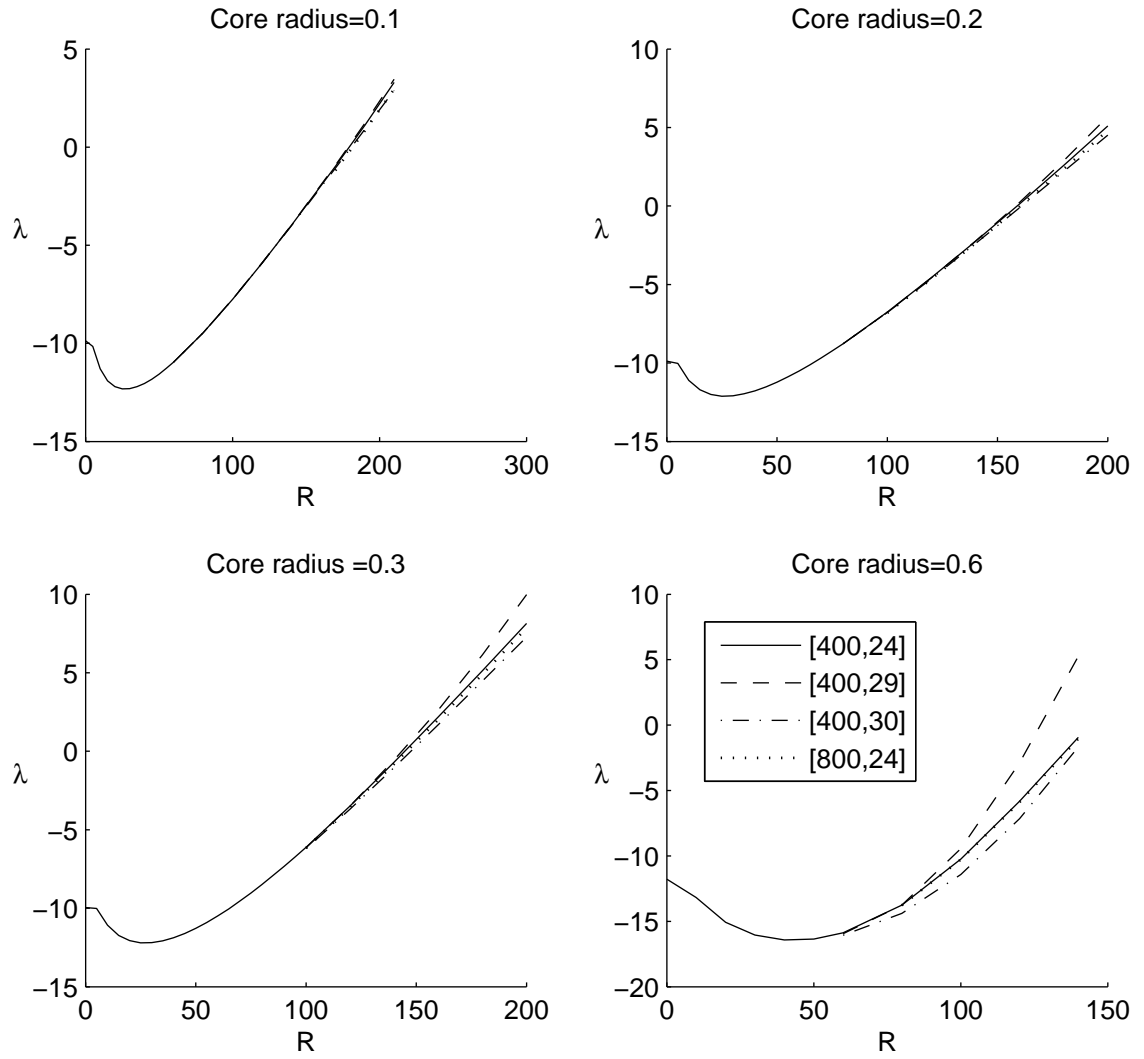 Core radius=0.1
5
0
−5
−10
−15
λ
0 100 200 300
R
Core radius=0.2
10
5
0
−5
−10
−15
λ
0 50 100 150 200
R
Core radius =0.3
10
5
0
−5
−10
−15
λ
0 50 100 150 200
R
Core radius=0.6
10
5
0
−5
−10
−15
−20
λ
[400,24]
[400,29]
[400,30]
[800,24]
0 50 100 150
R